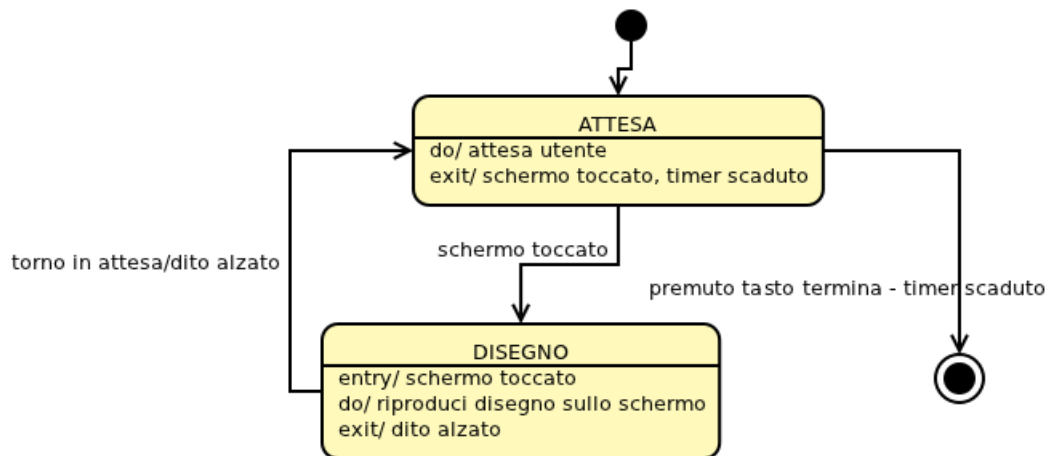 ATTESA
do/ attesa utente
exit/ schermo toccato, timer scaduto
schermo toccato
torno in attesa/dito alzato
premuto tasto termina - timer scaduto
DISEGNO
entry/ schermo toccato
do/ riproduci disegno sullo schermo
exit/ dito alzato